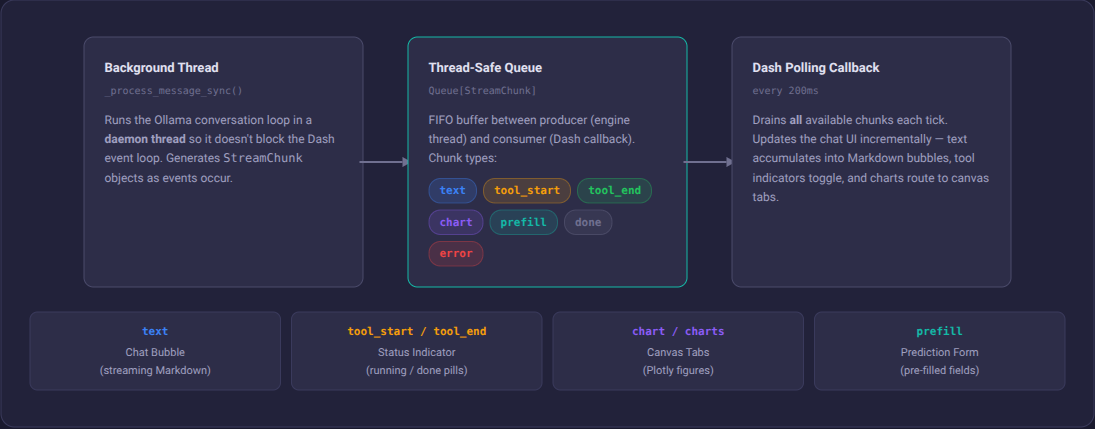 Background Thread
_process_message_sync()
Runs the Ollama conversation loop in a
daemon thread so it doesn't block the Dash
event loop. Generates StreamChunk
objects as events occur.
Thread-Safe Queue
Queue[StreamChunk]
FIFO buffer between producer (engine
thread) and consumer (Dash callback).
Chunk types:
text tool_start tool_end
chart prefill done
error
Dash Polling Callback
every 200ms
Drains all available chunks each tick.
Updates the chat UI incrementally — text
accumulates into Markdown bubbles, tool
indicators toggle, and charts route to canvas
tabs.
text
Chat Bubble
(streaming Markdown)
tool_start / tool_end
Status Indicator
(running / done pills)
chart / charts
Canvas Tabs
(Plotly figures)
prefill
Prediction Form
(pre-filled fields)